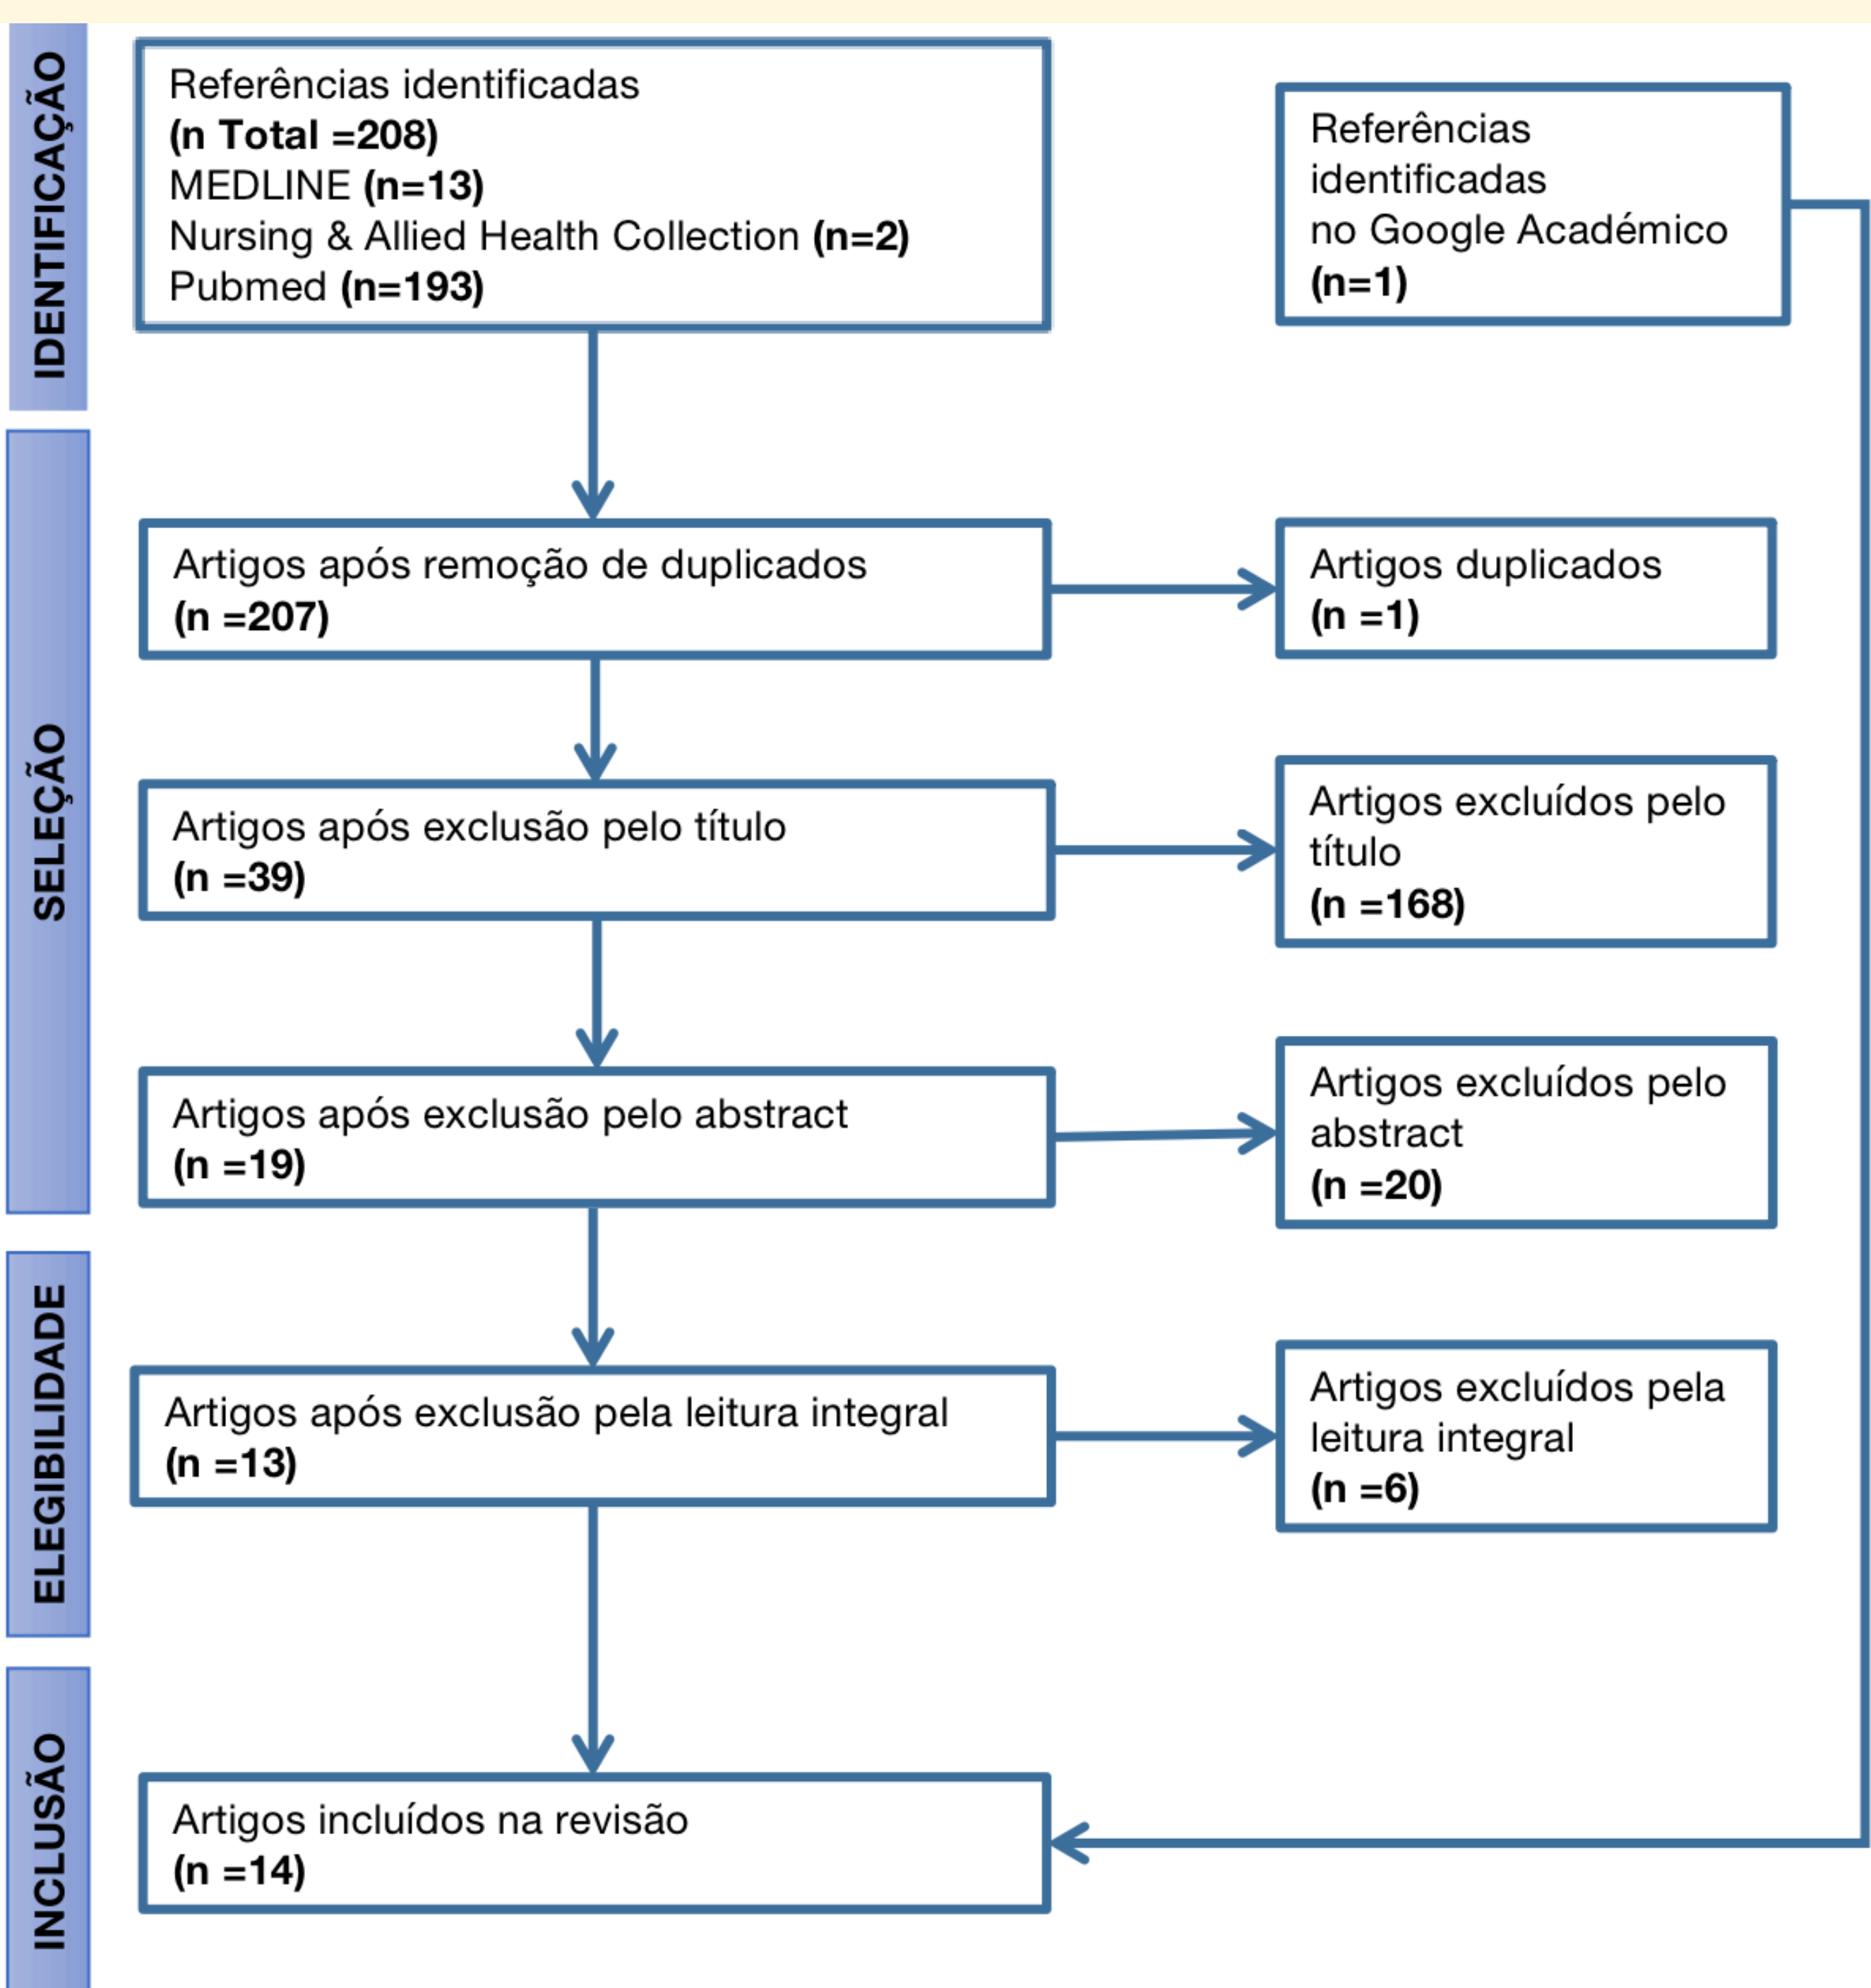 IDENTIFICAÇÃO
Referências identificadas
(n Total =208)
MEDLINE (n=13)
Nursing & Allied Health Collection (n=2)
Pubmed (n=193)
Referências
identificadas
no Google Académico
(n=1)
SELEÇÃO
Artigos após remoção de duplicados
(n =207)
Artigos duplicados
(n =1)
Artigos após exclusão pelo título
(n =39)
Artigos excluídos pelo
título
(n =168)
Artigos após exclusão pelo abstract
(n =19)
Artigos excluídos pelo
abstract
(n =20)
ELEGIBILIDADE
Artigos após exclusão pela leitura integral
(n =13)
Artigos excluídos pela
leitura integral
(n =6)
INCLUSÃO
Artigos incluídos na revisão
(n =14)